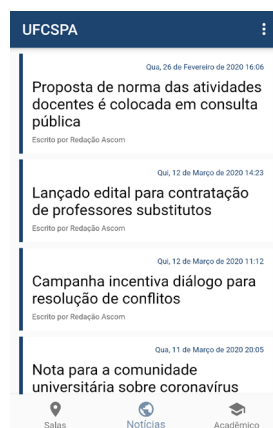 UFCSPA
Qua, 26 de Fevereiro de 2020 16:06
Proposta de norma das atividades
docentes é colocada em consulta
pública
Escrito por Redação Ascom
Qui, 12 de Março de 2020 14:23
Lançado edital para contratação
de professores substitutos
Escrito por Redação Ascom
Qui, 12 de Março de 2020 11:12
Campanha incentiva diálogo para
resolução de conflitos
Escrito por Redação Ascom
Qua, 11 de Março de 2020 20:05
Nota para a comunidade
universitária sobre coronavírus
Salas
Notícias
Acadêmico